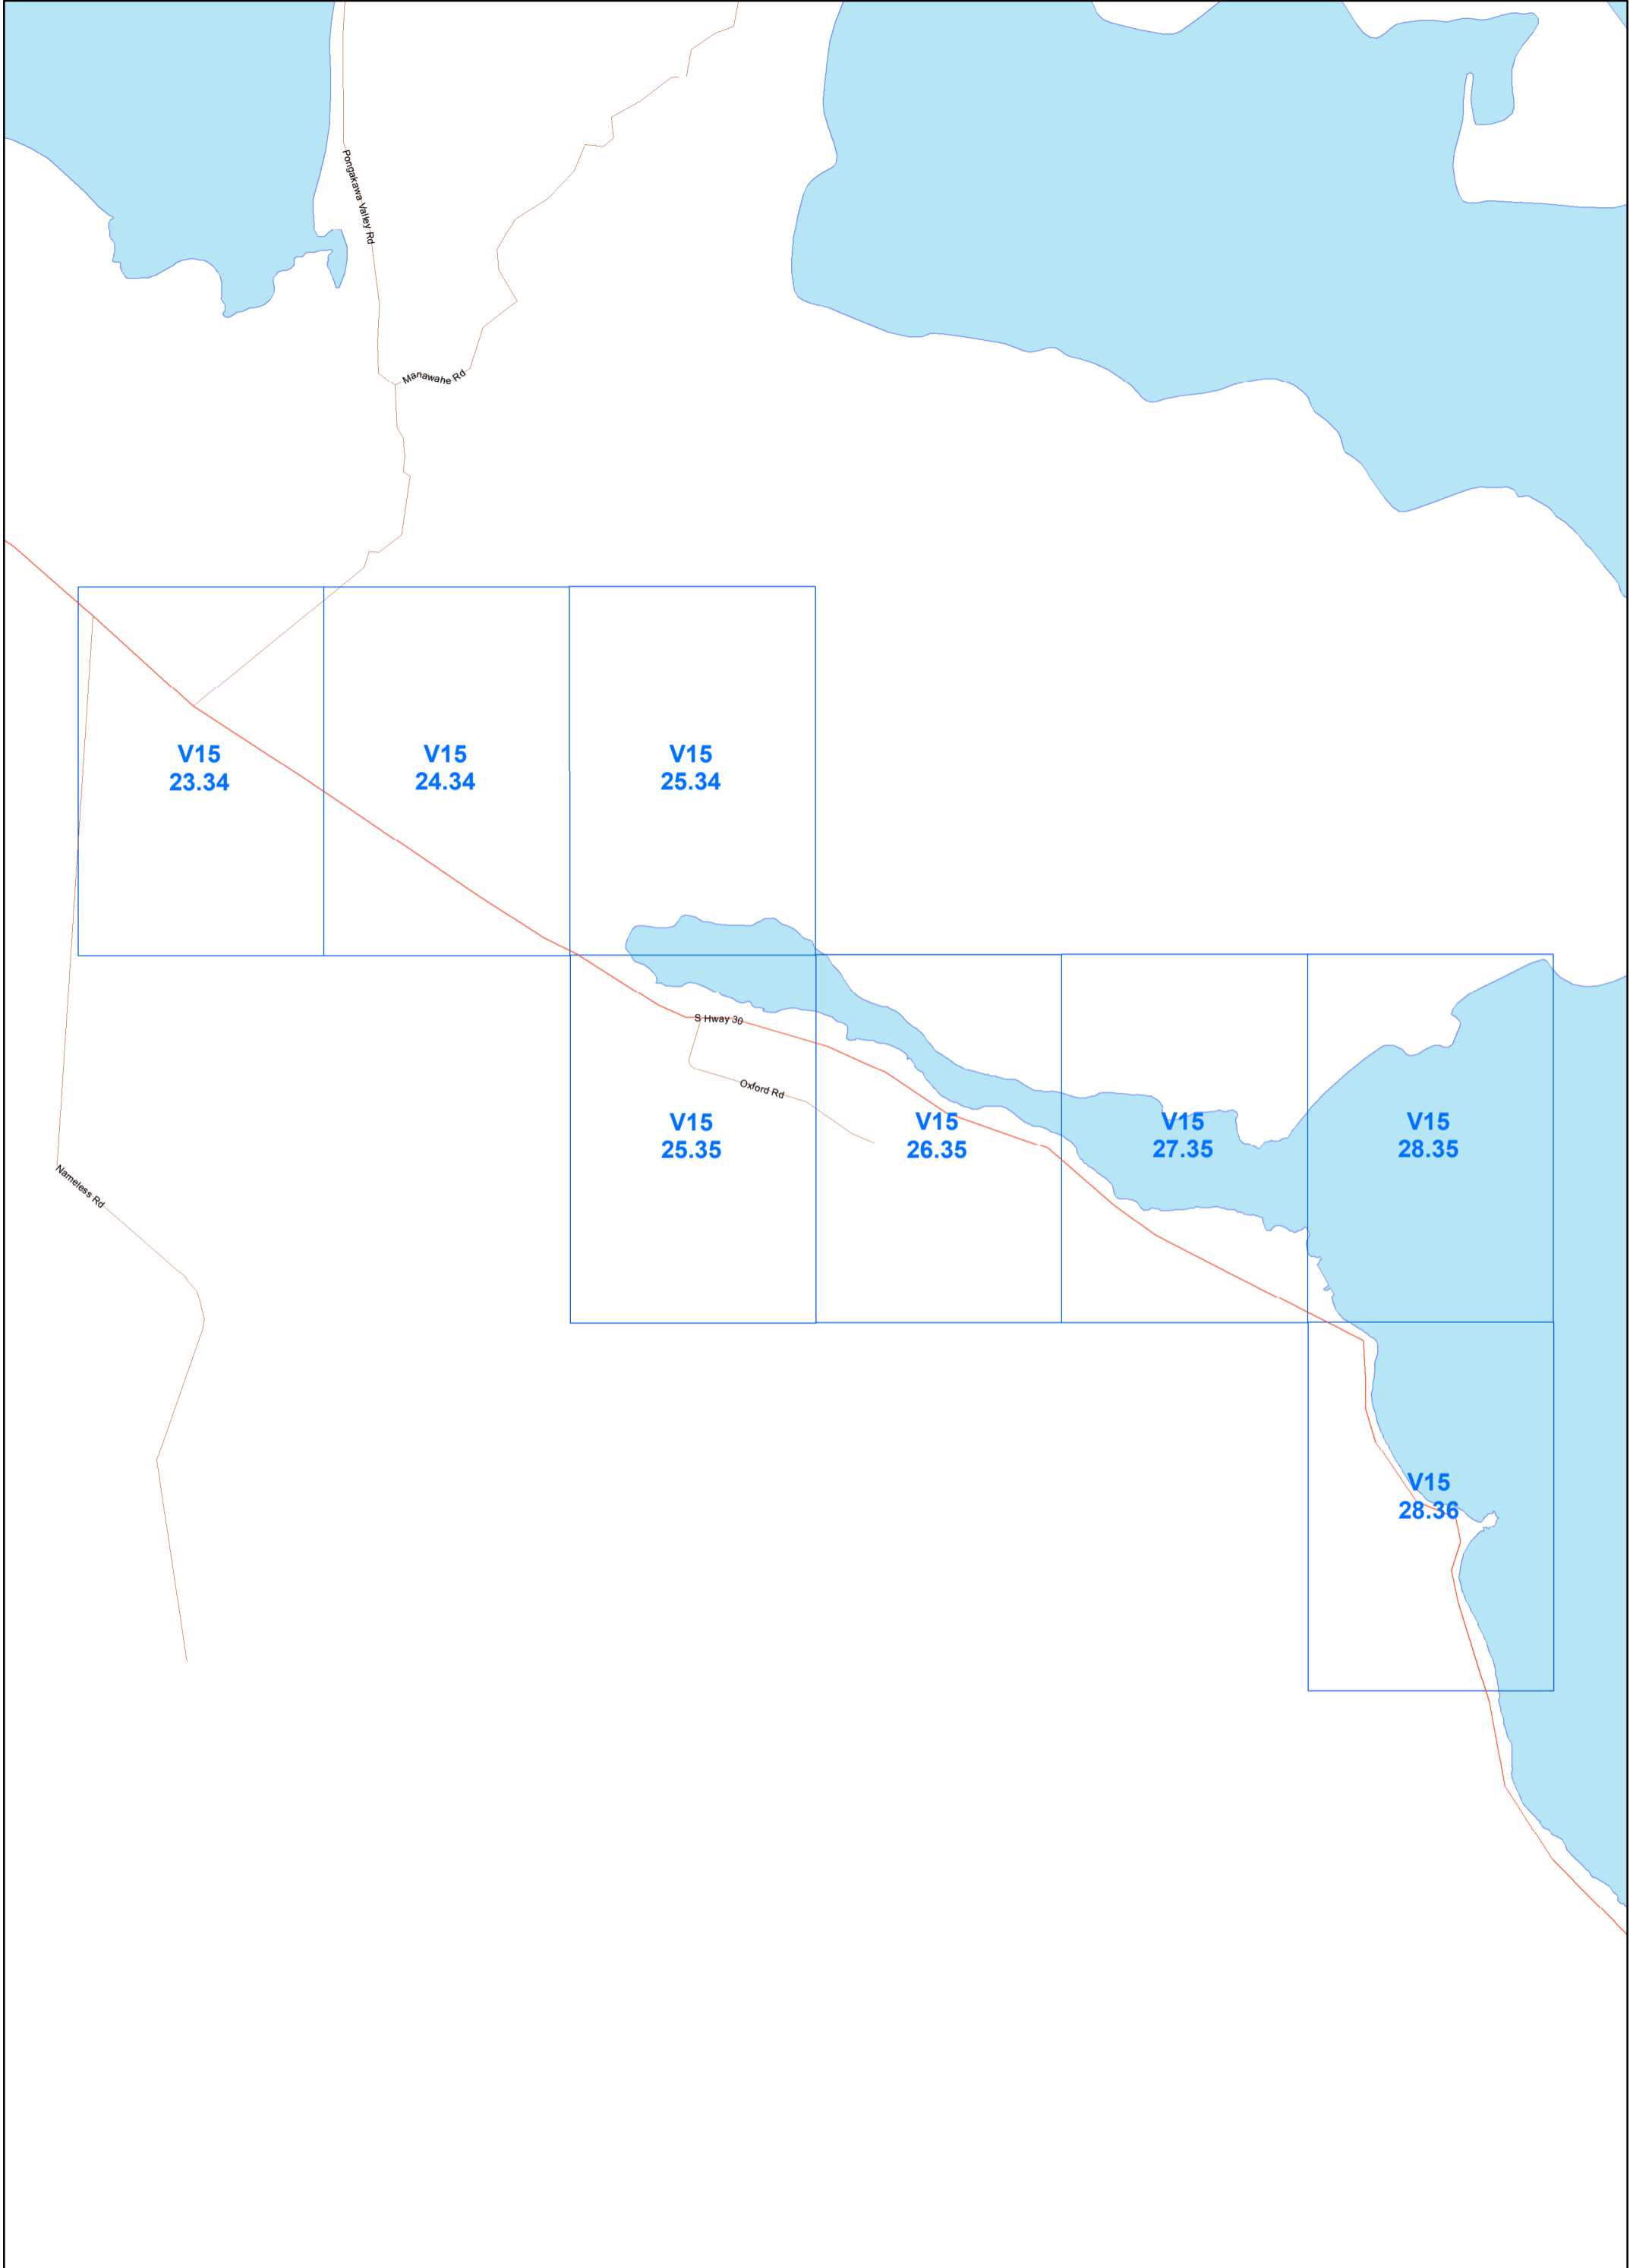 Pongakawa Valley Rd
Manawahe Rd
V15
23.34
V15
24.34
V15
25.34
S Hway 30
Oxford Rd
V15
25.35
V15
26.35
V15
27.35
V15
28.35
Nameless Rd
V15
28.36